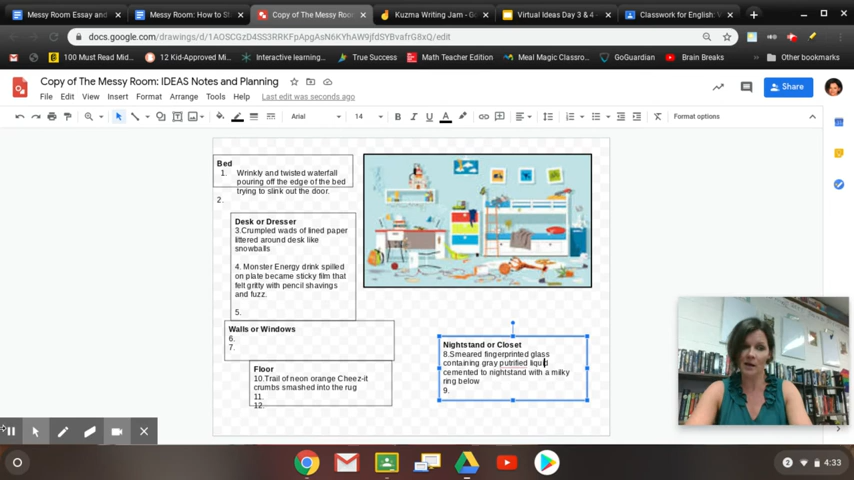 Messy Room Essay and
Messy Room: How to St
Copy of The Messy Room:
Kuzma Writing Jam - Go
Virtual Ideas Day 3 & 4 -
Classwork for English: V
docs.google.com/drawings/d/1AOSCGzD4SS3RRKFpApgAsN6KYhAW9jfdSYBvafrG8xQ/edit
100 Must Read Mid...
12 Kid-Approved Mi...
Interactive learning...
True Success
Math Teacher Edition
Meal Magic Classro...
GoGuardian
Brain Breaks
Other bookmarks
Copy of The Messy Room: IDEAS Notes and Planning
File Edit View Insert Format Arrange Tools Help Last edit was seconds ago
Share
Arial 14 B I U A Format options
Bed
1. Wrinkly and twisted waterfall
pouring off the edge of the bed
trying to slink out the door.
2.
Desk or Dresser
3.Crumpled wads of lined paper
littered around desk like
snowballs
4. Monster Energy drink spilled
on plate became sticky film that
felt gritty with pencil shavings
and fuzz.
5.
Walls or Windows
6.
7.
Floor
10.Trail of neon orange Cheez-it
crumbs smashed into the rug
11.
12.
Nightstand or Closet
8.Smeared fingerprinted glass
containing gray putrified liquid
cemented to nightstand with a milky
ring below
9.
2
4:33